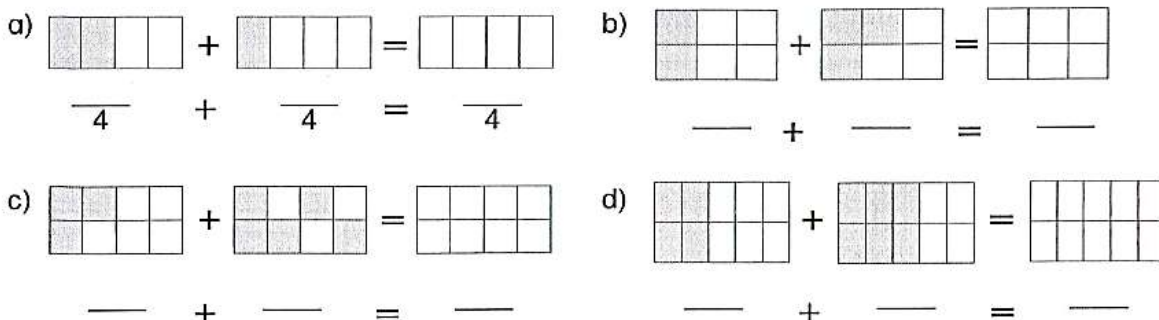 a) + =
b) + =
4 + 4 = 4
+ =
c) + =
d) + =
+ =
+ =